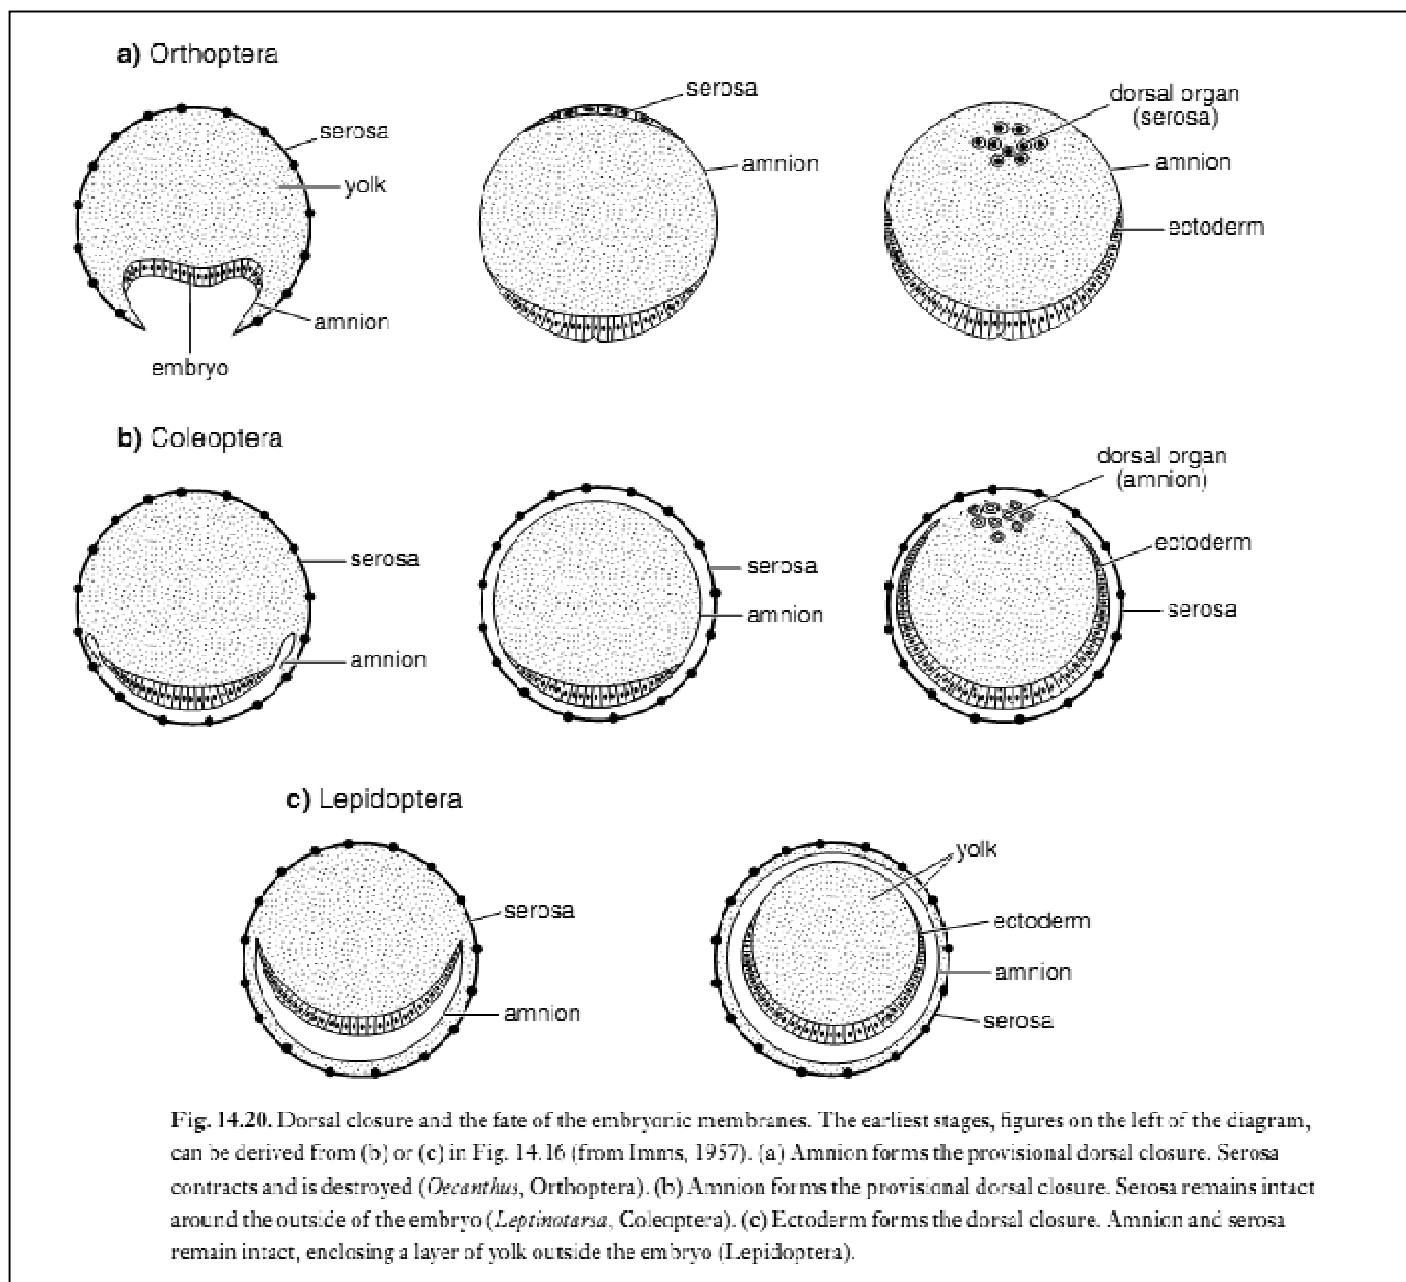 a) Orthoptera
serosa
yolk
amnion
embryo
serosa
amnion
dorsal organ
(serosa)
amnion
ectoderm
b) Coleoptera
serosa
amnion
serosa
amnion
dorsal organ
(amnion)
ectoderm
serosa
c) Lepidoptera
serosa
amnion
yolk
ectoderm
amnion
serosa
Fig. 14.20. Dorsal closure and the fate of the embryonic membranes. The earliest stages, figures on the left of the diagram,
can be derived from (b) or (c) in Fig. 14.16 (from Imms, 1957). (a) Amnion forms the provisional dorsal closure. Serosa
contracts and is destroyed (Oecanthus, Orthoptera). (b) Amnion forms the provisional dorsal closure. Serosa remains intact
around the outside of the embryo (Leptinotarsa, Coleoptera). (c) Ectoderm forms the dorsal closure. Amnion and serosa
remain intact, enclosing a layer of yolk outside the embryo (Lepidoptera).